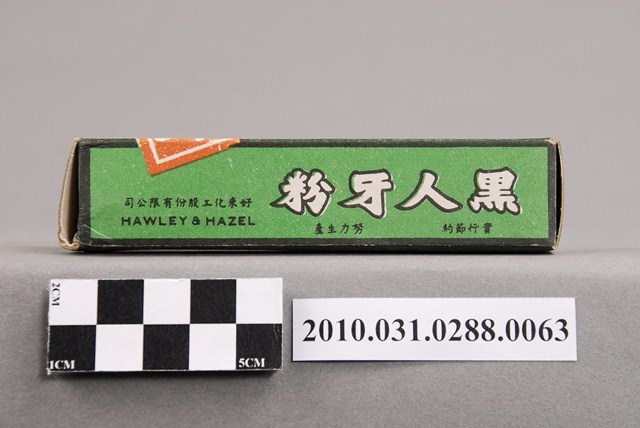 黑人牙粉
實行節約
努力生產
好來化工股份有限公司
HAWLEY & HAZEL
2CM
1CM
5CM
2010.031.0288.0063